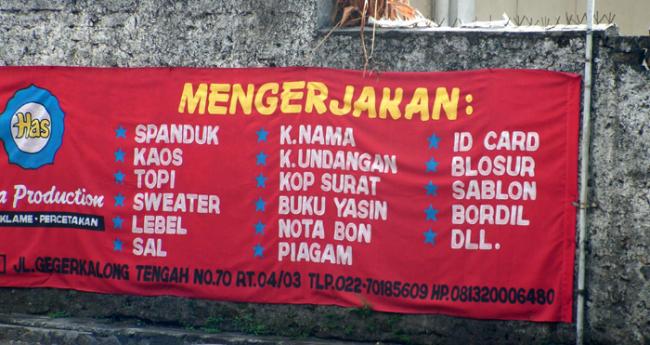 MENGERJAKAN:
Has
Production
KLAME • PERCETAKAN
SPANDUK
KAOS
TOPI
SWEATER
LEBEL
SAL
K.NAMA
K.UNDANGAN
KOP SURAT
BUKU YASIN
NOTA BON
PIAGAM
ID CARD
BLOSUR
SABLON
BORDIL
DLL.
JL.GEGERKALONG TENGAH NO.70 RT.04/03 TLP.022-70185609 HP.081320006480